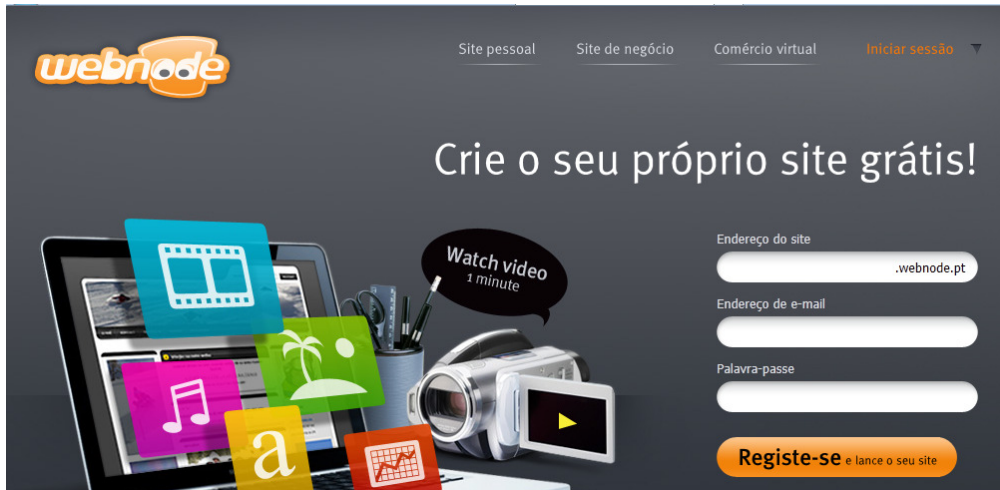 webnode
Site pessoal Site de negócio Comércio virtual Iniciar sessão
Crie o seu próprio site grátis!
Watch video
1 minute
Endereço do site
.webnode.pt
Endereço de e-mail
Palavra-passe
a
Registe-se e lance o seu site